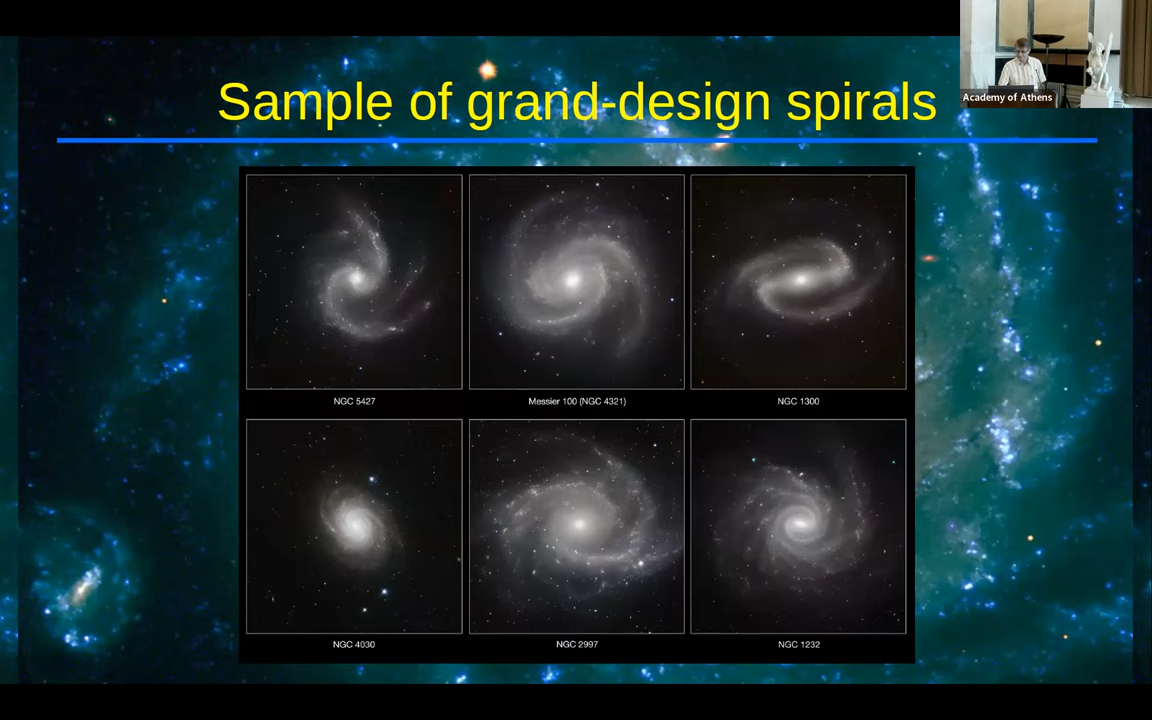 Sample of grand-design spirals
Academy of Athens
NGC 5427
Messier 100 (NGC 4321)
NGC 1300
NGC 4030
NGC 2997
NGC 1232